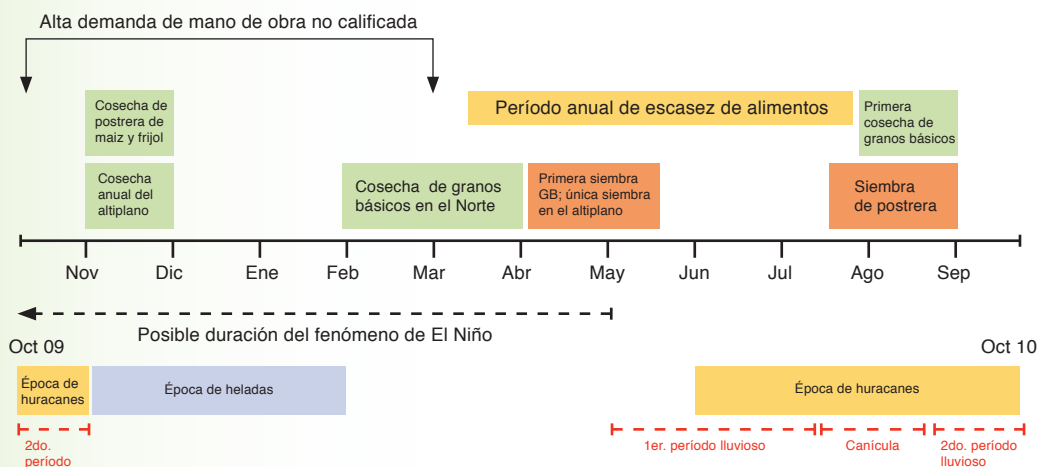 Alta demanda de mano de obra no calificada
Cosecha de
postrera de
maiz y frijol
Período anual de escasez de alimentos
Primera
cosecha de
granos básicos
Cosecha
anual del
altiplano
Cosecha de granos
básicos en el Norte
Primera siembra
GB; única siembra
en el altiplano
Siembra
de postrera
Nov Dic Ene Feb Mar Abr May Jun Jul Ago Sep
Posible duración del fenómeno de El Niño
Oct 09
Oct 10
Época de
huracanes
Época de heladas
Época de huracanes
2do.
período
1er. período lluvioso
Canícula
2do. período
lluvioso